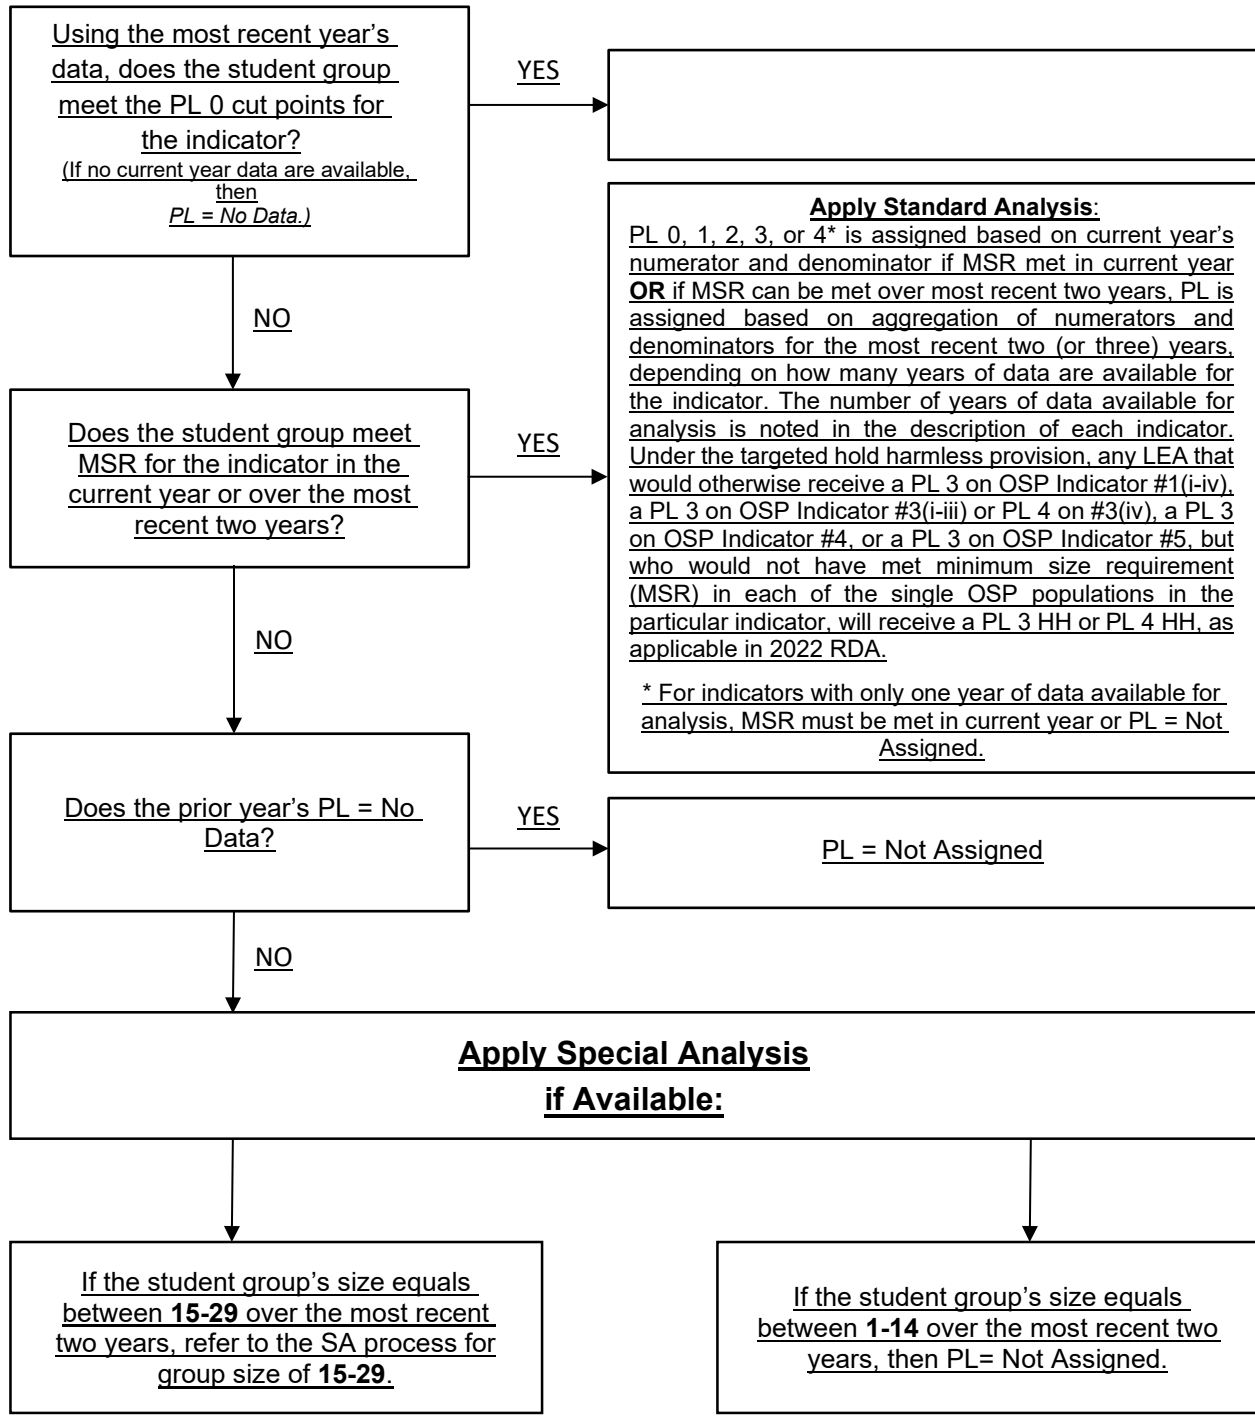 Using the most recent year’s
data, does the student group
meet the PL 0 cut points for
the indicator?
(If no current year data are available,
then
PL = No Data.)
YES
NO
Apply Standard Analysis:
PL 0, 1, 2, 3, or 4* is assigned based on current year’s
numerator and denominator if MSR met in current year
OR if MSR can be met over most recent two years, PL is
assigned based on aggregation of numerators and
denominators for the most recent two (or three) years,
depending on how many years of data are available for
the indicator. The number of years of data available for
analysis is noted in the description of each indicator.
Under the targeted hold harmless provision, any LEA that
would otherwise receive a PL 3 on OSP Indicator #1(i-iv),
a PL 3 on OSP Indicator #3(i-iii) or PL 4 on #3(iv), a PL 3
on OSP Indicator #4, or a PL 3 on OSP Indicator #5, but
who would not have met minimum size requirement
(MSR) in each of the single OSP populations in the
particular indicator, will receive a PL 3 HH or PL 4 HH, as
applicable in 2022 RDA.
* For indicators with only one year of data available for
analysis, MSR must be met in current year or PL = Not
Assigned.
Does the student group meet
MSR for the indicator in the
current year or over the most
recent two years?
YES
NO
Does the prior year’s PL = No
Data?
YES
PL = Not Assigned
NO
Apply Special Analysis
if Available:
If the student group’s size equals
between 15-29 over the most recent
two years, refer to the SA process for
group size of 15-29.
If the student group’s size equals
between 1-14 over the most recent two
years, then PL= Not Assigned.